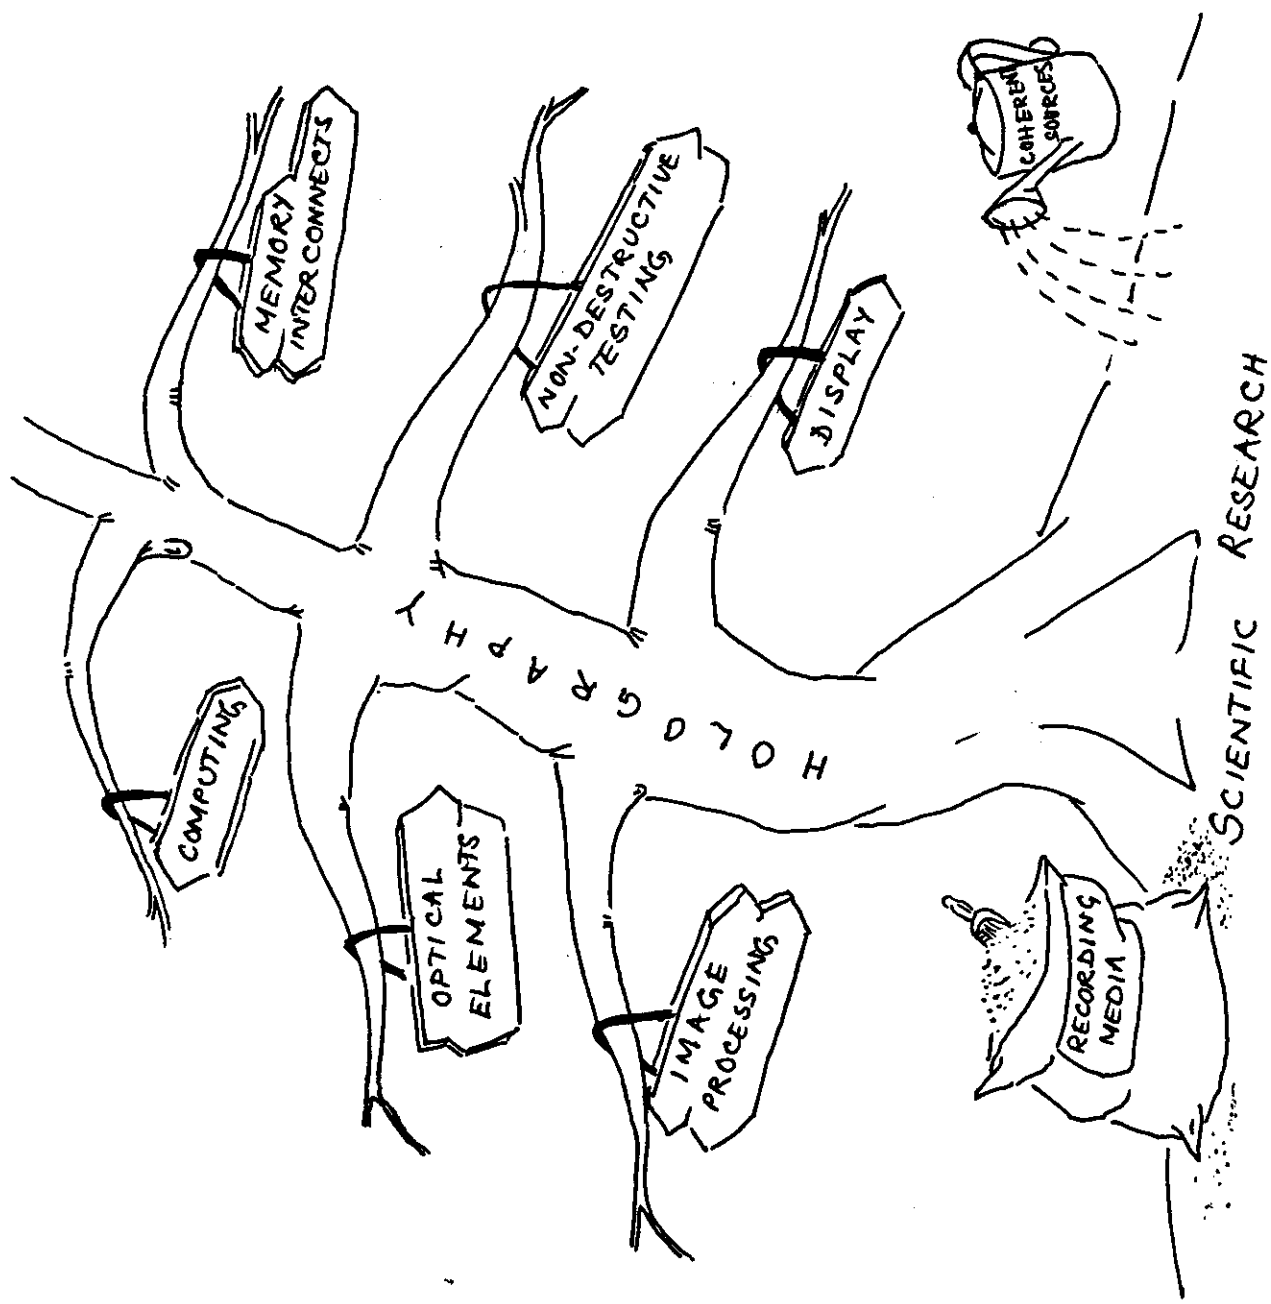 COMPUTING
MEMORY
INTERCONNECTS
OPTICAL
ELEMENTS
NON-DESTRUCTIVE
TESTING
IMAGE
PROCESSING
DISPLAY
HOLOGRAPHY
RECORDING
MEDIA
COHERENT
SOURCES
SCIENTIFIC RESEARCH